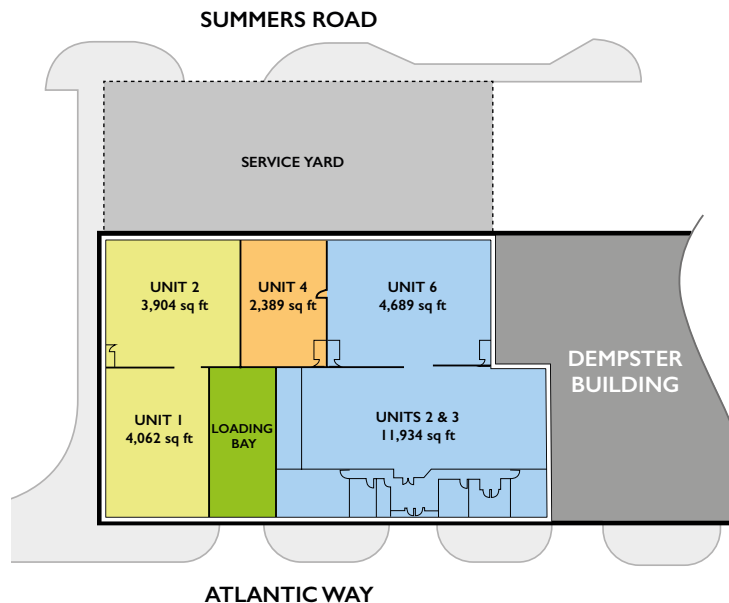 SUMMERS ROAD
SERVICE YARD
UNIT 2
3,904 sq ft
UNIT 4
2,389 sq ft
UNIT 6
4,689 sq ft
DEMPSTER
BUILDING
UNIT 1
4,062 sq ft
LOADING
BAY
UNITS 2 & 3
11,934 sq ft
ATLANTIC WAY